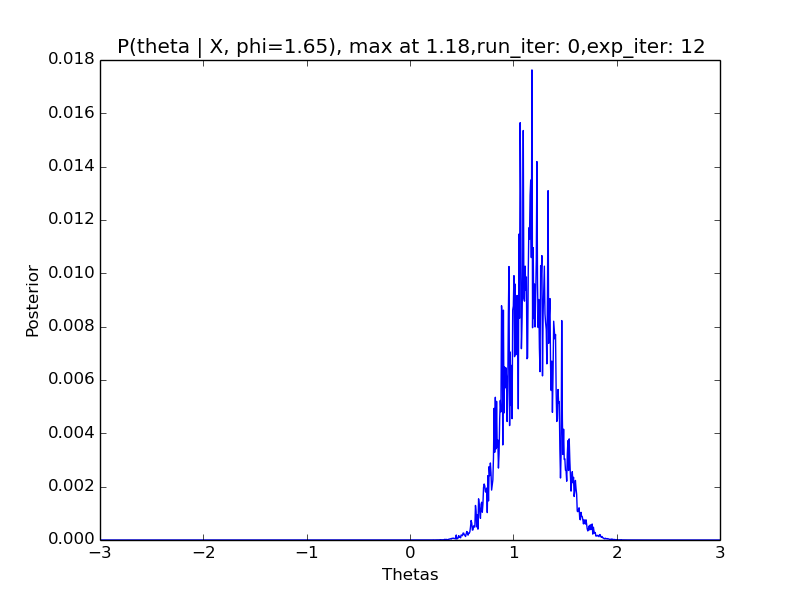 P(theta | X, phi=1.65), max at 1.18,run_iter: 0,exp_iter: 12
0.018
0.016
0.014
0.012
0.010
0.008
0.006
0.004
0.002
0.000
Posterior
−3 −2 −1 0 1 2 3
Thetas